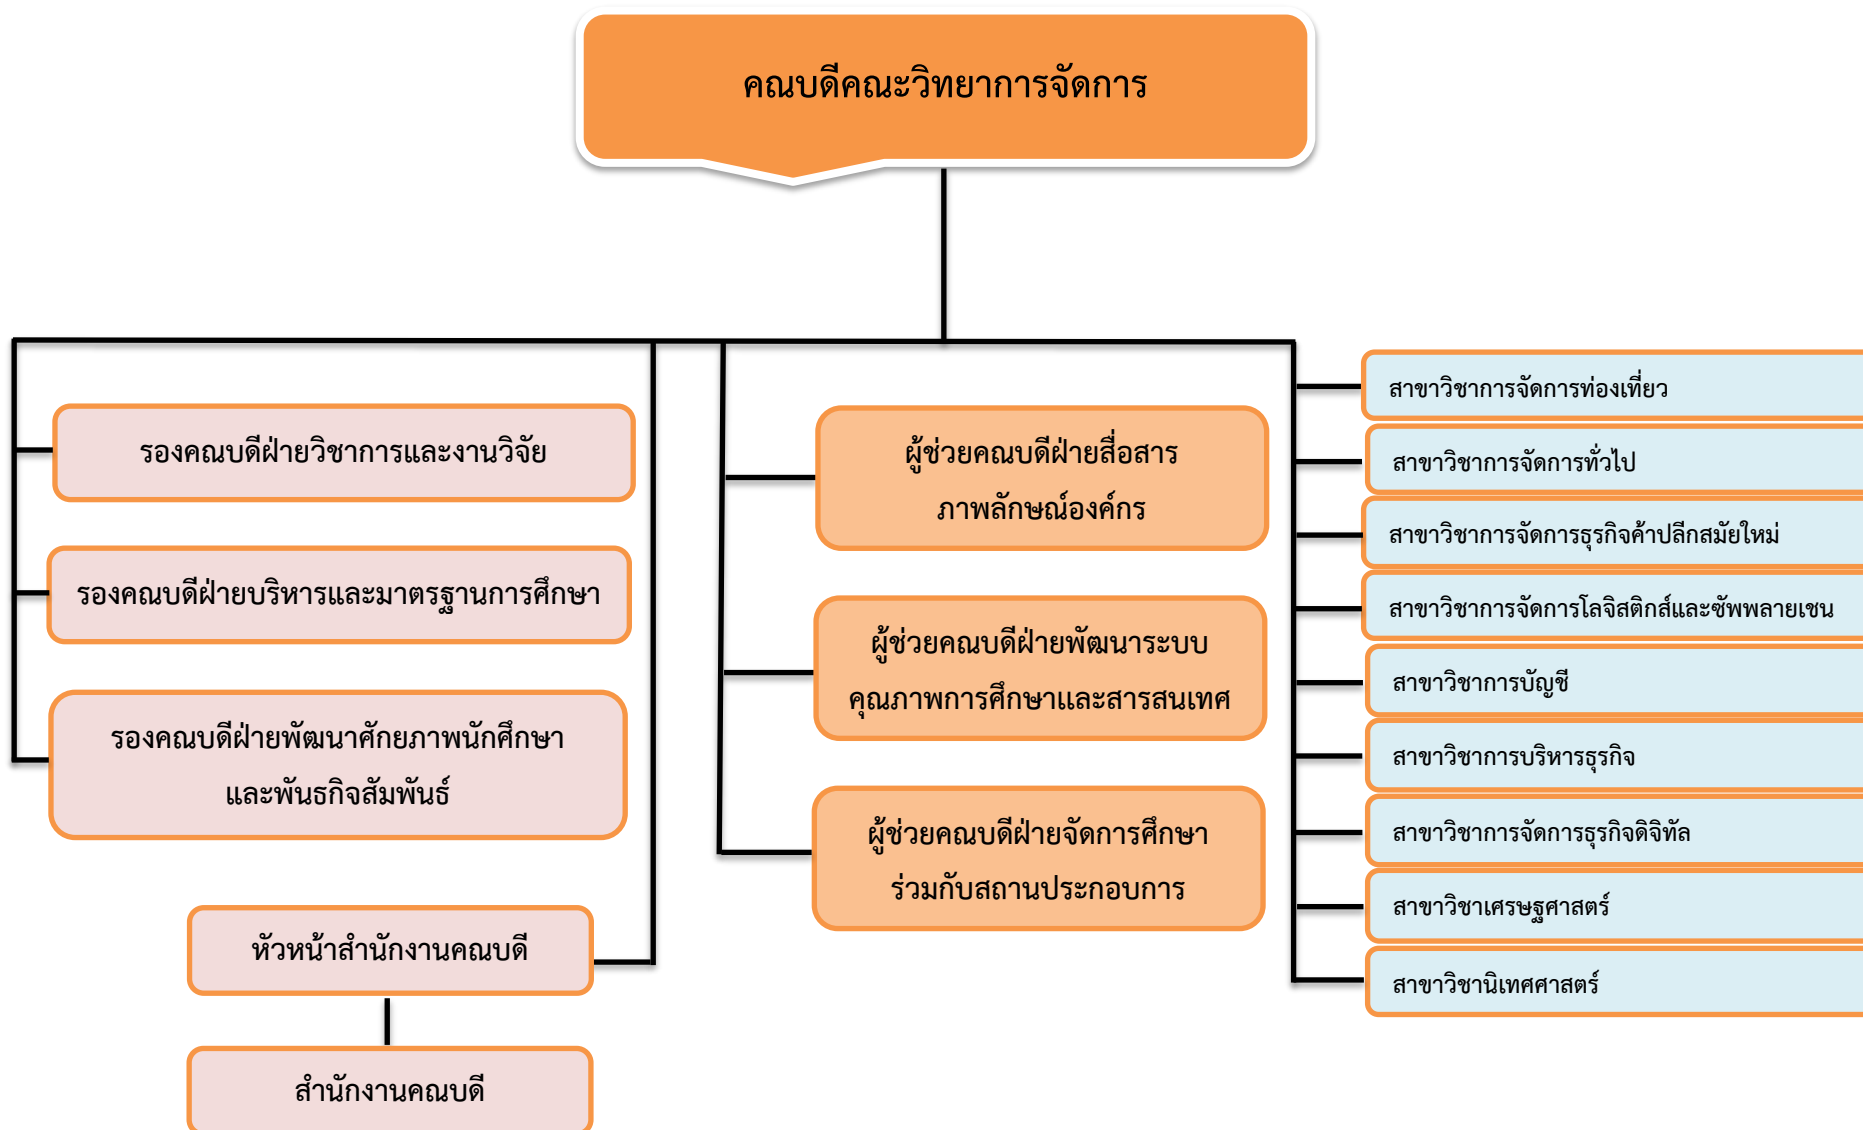 คณบดีคณะวิทยาการจัดการ
รองคณบดีฝ่ายวิชาการและงานวิจัย
รองคณบดีฝ่ายบริหารและมาตรฐานการศึกษา
รองคณบดีฝ่ายพัฒนาศักยภาพนักศึกษา
และพันธกิจสัมพันธ์
หัวหน้าสำนักงานคณบดี
สำนักงานคณบดี
ผู้ช่วยคณบดีฝ่ายสื่อสาร
ภาพลักษณ์องค์กร
ผู้ช่วยคณบดีฝ่ายพัฒนาระบบ
คุณภาพการศึกษาและสารสนเทศ
ผู้ช่วยคณบดีฝ่ายจัดการศึกษา
ร่วมกับสถานประกอบการ
สาขาวิชาการจัดการท่องเที่ยว
สาขาวิชาการจัดการทั่วไป
สาขาวิชาการจัดการธุรกิจค้าปลีกสมัยใหม่
สาขาวิชาการจัดการโลจิสติกส์และซัพพลายเชน
สาขาวิชาการบัญชี
สาขาวิชาการบริหารธุรกิจ
สาขาวิชาการจัดการธุรกิจดิจิทัล
สาขาวิชาเศรษฐศาสตร์
สาขาวิชานิเทศศาสตร์